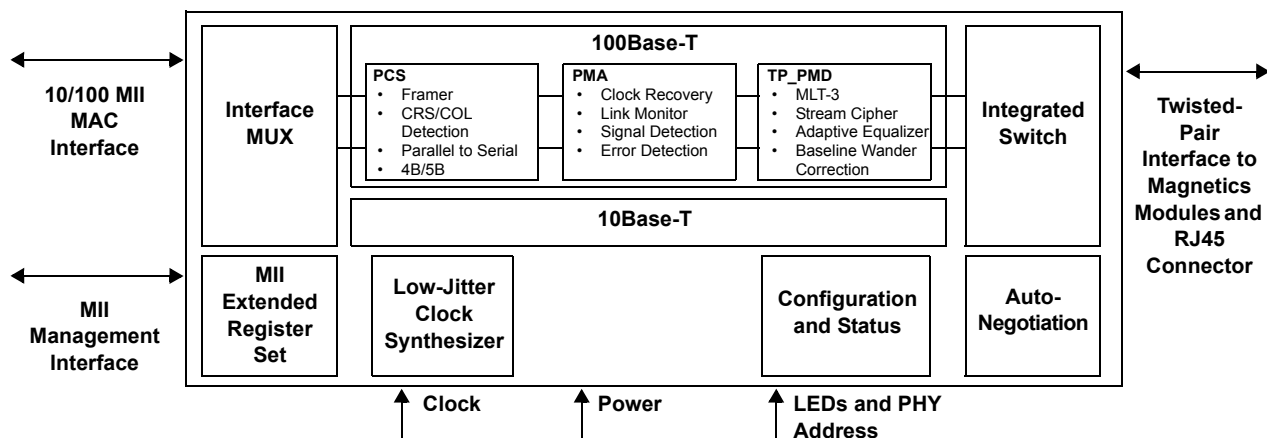 10/100 MII
MAC
Interface
MII
Management
Interface
Interface
MUX
100Base-T
PCS
• Framer
• CRS/COL
Detection
• Parallel to Serial
• 4B/5B
PMA
• Clock Recovery
• Link Monitor
• Signal Detection
• Error Detection
TP_PMD
• MLT-3
• Stream Cipher
• Adaptive Equalizer
• Baseline Wander
Correction
10Base-T
Integrated
Switch
Twisted-
Pair
Interface to
Magnetics
Modules and
RJ45
Connector
MII
Extended
Register
Set
Low-Jitter
Clock
Synthesizer
Configuration
and Status
Auto-
Negotiation
Clock
Power
LEDs and PHY
Address